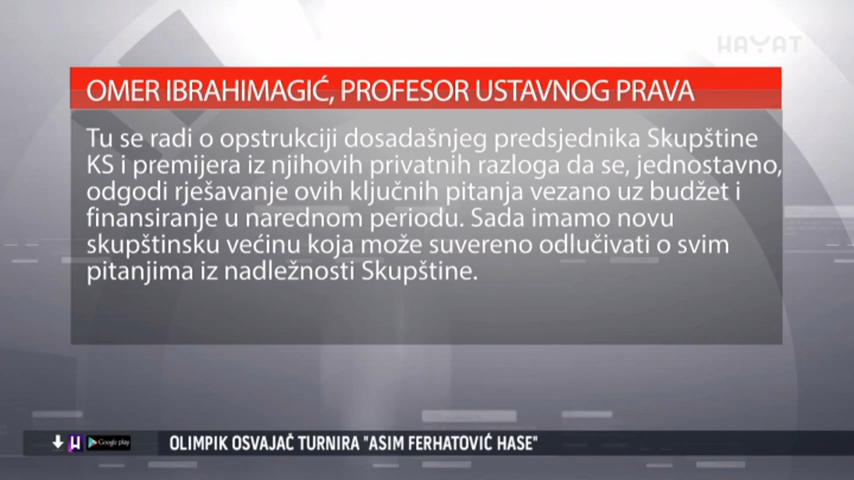 HAYAT
OMER IBRAHIMAGIĆ, PROFESOR USTAVNOG PRAVA
Tu se radi o opstrukciji dosadašnjeg predsjednika Skupštine
KS i premijera iz njihovih privatnih razloga da se, jednostavno,
odgodi rješavanje ovih ključnih pitanja vezano uz budžet i
finansiranje u narednom periodu. Sada imamo novu
skupštinsku većinu koja može suvereno odlučivati o svim
pitanjima iz nadležnosti Skupštine.
Google play
OLIMPIK OSVAJAČ TURNIRA "ASIM FERHATOVIĆ HASE"